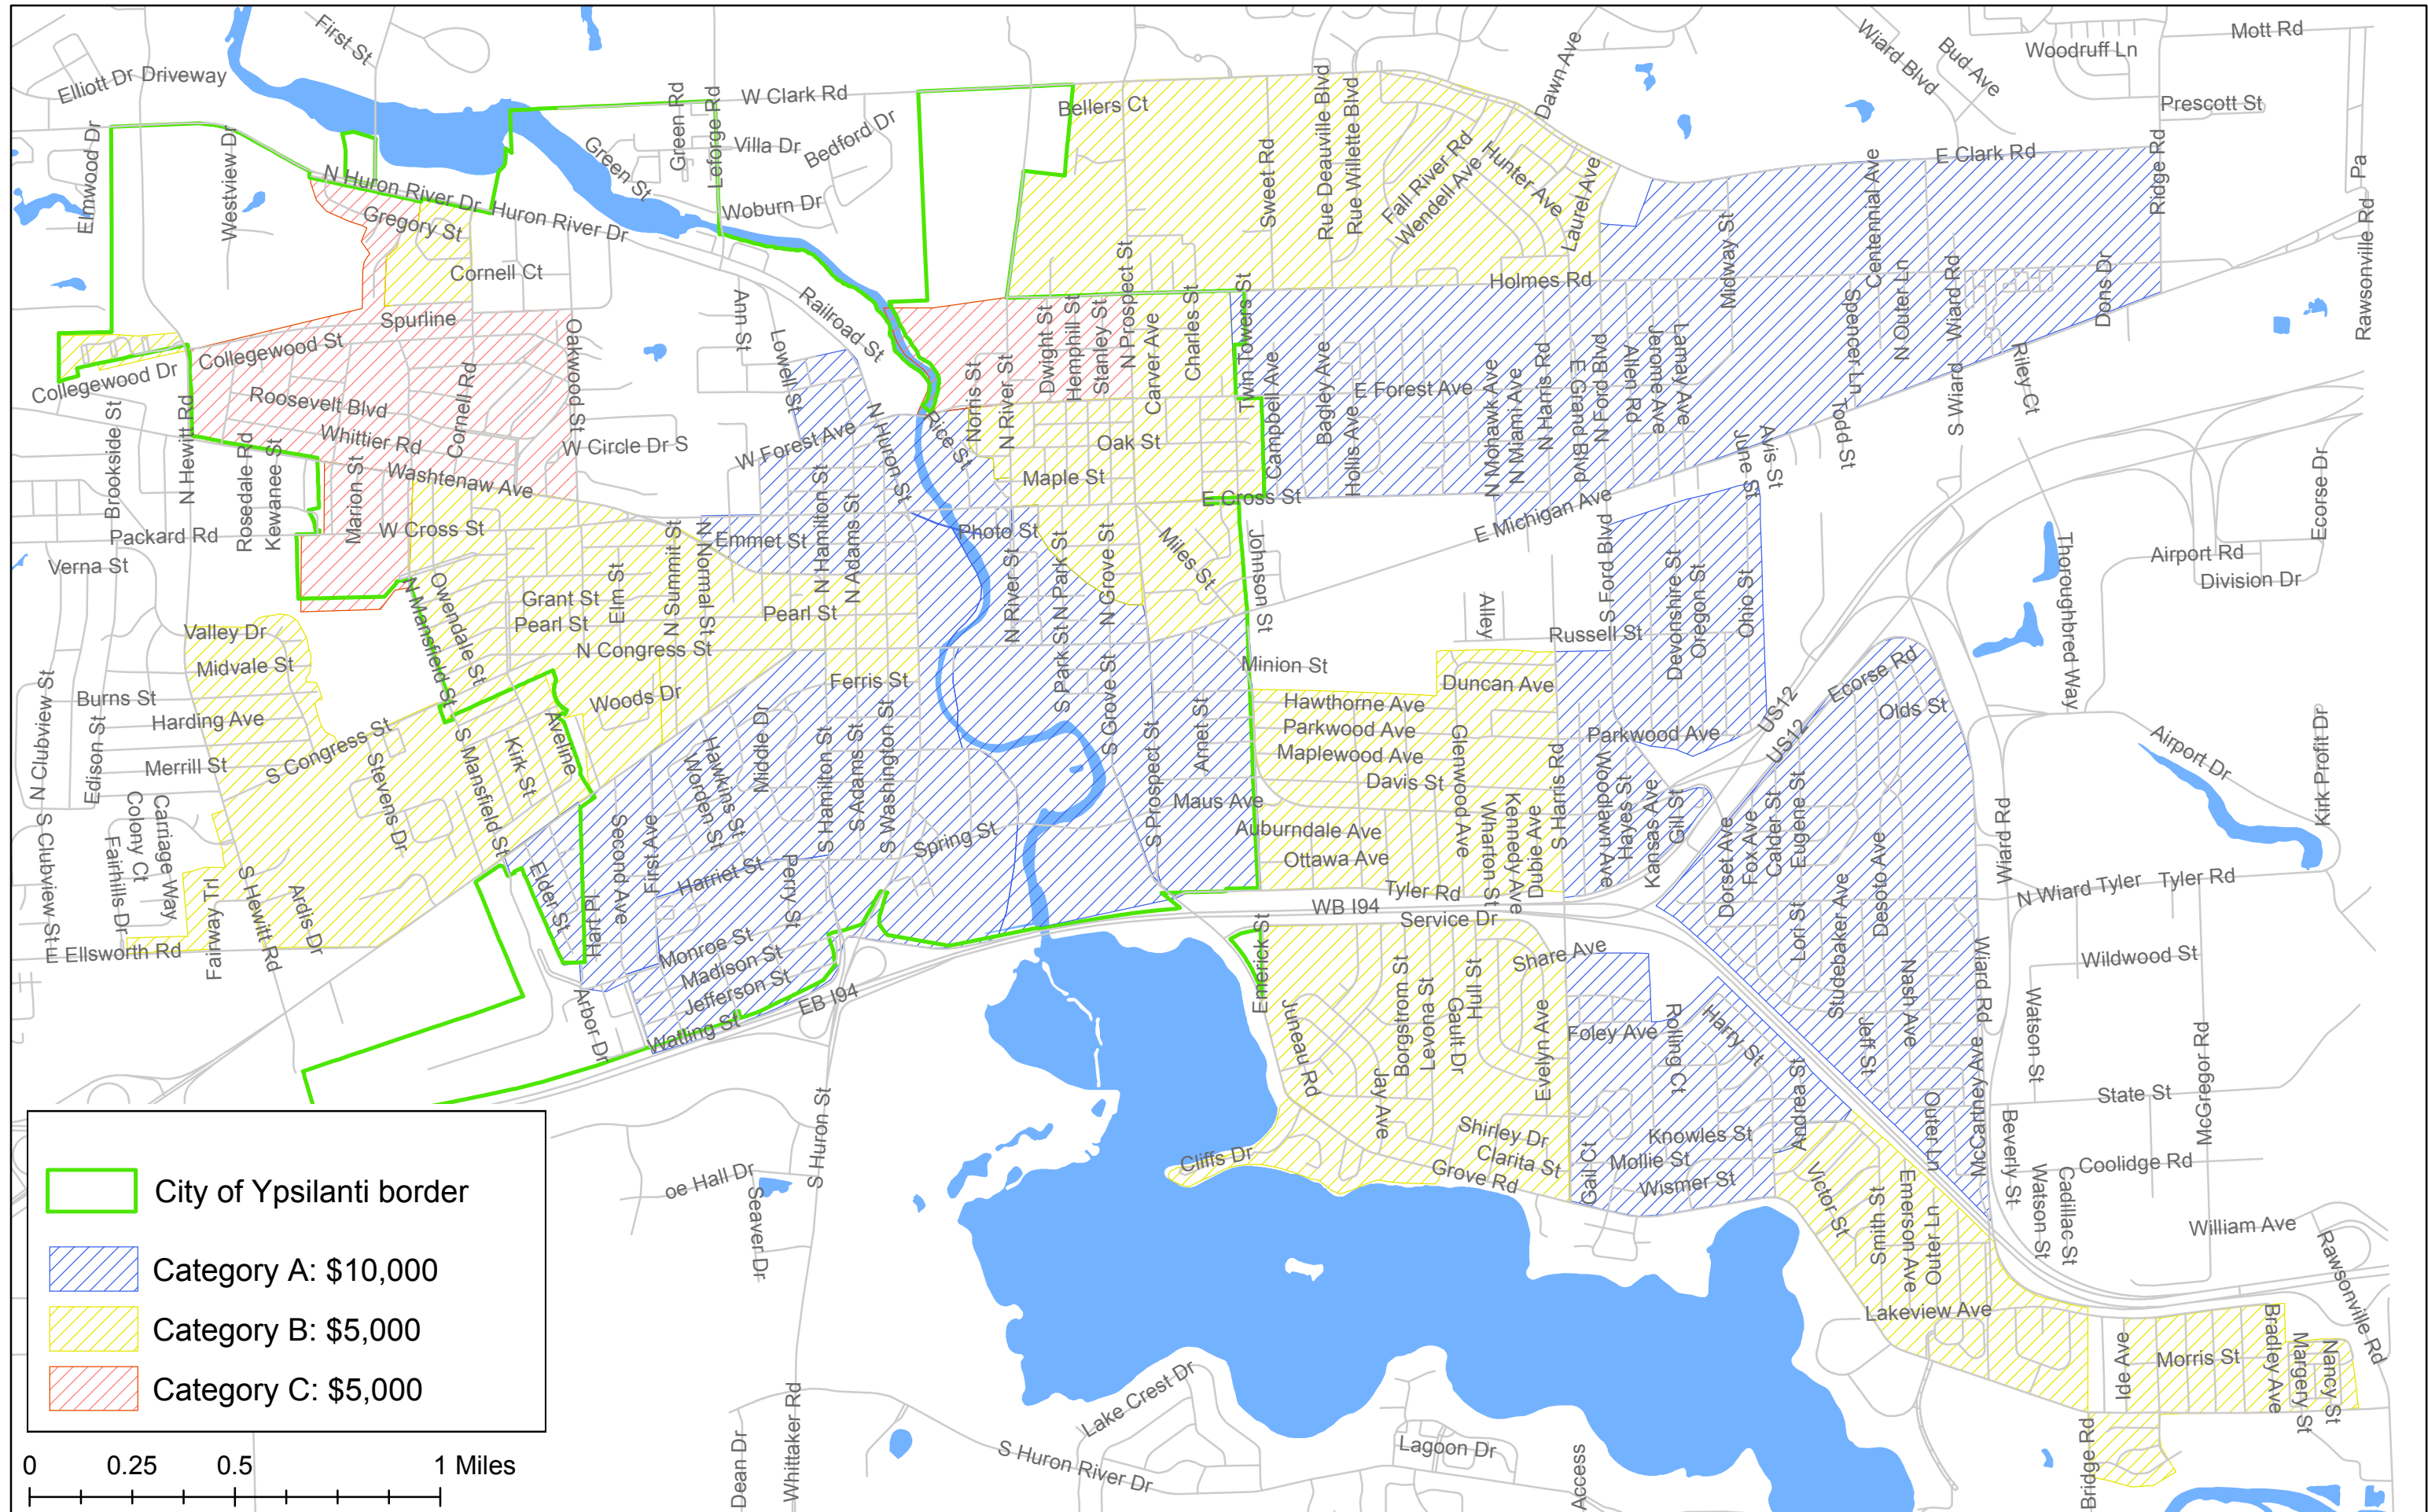 First St
Elliott Dr
Driveway
Elmwood Dr
Westview Dr
N Huron River Dr
Huron River Dr
Gregory St
Cornell Ct
Green St
Green Rd
Leforge Rd
W Clark Rd
Villa Dr
Bedford Dr
Woburn Dr
Bellers Ct
Sweet Rd
Rue Deauville Blvd
Rue Willette Blvd
Fall River Rd
Wendell Ave
Hunter Ave
Laurel Ave
Dawn Ave
Wiard Blvd
Bud Ave
Woodruff Ln
Mott Rd
Prescott St
Pa
E Clark Rd
Ridge Rd
Rawsonville Rd
Centennial Ave
Midway St
Holmes Rd
Spencer Ln
N Outer Ln
Wiard Rd
Dons Dr
Riley Ct
S Wiard Rd
Todd St
Avis St
June St
Lamay Ave
Jerome Ave
Allen Rd
N Ford Blvd
E Grand Blvd
N Harris Rd
N Miami Ave
N Mohawk Ave
E Forest Ave
Hollis Ave
Bagley Ave
Campbell Ave
Twin Towers St
Charles St
Carver Ave
N Prospect St
Stanley St
Hemphill St
Dwight St
N River St
Norris St
Rice St
Oak St
Maple St
E Cross St
E Michigan Ave
Railroad St
Ann St
Lowell St
N Huron St
W Forest Ave
W Circle Dr S
Oakwood St
Spurline
Collegewood St
Collegewood Dr
Roosevelt Blvd
Whittier Rd
Cornell Rd
Washtenaw Ave
Marion St
W Cross St
Kewanee St
Rosedale Rd
N Hewitt Rd
Brookside St
Packard Rd
Verna St
Emmet St
N Hamilton St
N Adams St
N Normal St
N Summit St
Elm St
Grant St
Pearl St
Pearl St
N Congress St
Owendale St
N Mansfield St
Photo St
N River St
N Park St
S Park St
N Grove St
S Grove St
Miles St
Johnson St
Minion St
Valley Dr
Midvale St
Burns St
Harding Ave
Merrill St
Edison St
N Clubview St
S Clubview St
S Congress St
Stevens Dr
S Mansfield St
Kirk St
Aveline
Woods Dr
Ferris St
Middle Dr
Hawkins St
Worden St
S Hamilton St
S Adams St
S Washington St
Spring St
Harriet St
Perry St
First Ave
Second Ave
Hunt Pl
Elder St
Monroe St
Madison St
Jefferson St
Watling St
Arbor Dr
EB I94
Colony Ct
Carriage Way
Fairhills Dr
Fairway Trl
S Hewitt Rd
Ardis Dr
E Ellsworth Rd
S Prospect St
Arnet St
Maus Ave
Hawthorne Ave
Parkwood Ave
Maplewood Ave
Davis St
Auburndale Ave
Ottawa Ave
Glenwood Ave
Wharton St
Kennedy Ave
Dubie Ave
S Harris Rd
Duncan Ave
Alley
Russell St
S Ford Blvd
Devonshire St
Oregon St
Ohio St
Parkwood Ave
Woodlawn Ave
Hayes St
Kansas Ave
Gill St
US12
US12
Ecorse Rd
Olds St
Dorset Ave
Fox Ave
Calder St
Eugene St
Lori St
Studebaker Ave
Desoto Ave
Nash Ave
Jeff St
Outer Ln
McCartney Ave
Wiard Rd
Wiard Rd
Thoroughbred Way
Airport Rd
Division Dr
Ecorse Dr
Airport Dr
Kirk Profit Dr
N Wiard Tyler
Tyler Rd
Wildwood St
Watson St
State St
McGregor Rd
Coolidge Rd
Beverly St
Watson St
Cadillac St
William Ave
Rawsonville Rd
Tyler Rd
WB I94
Service Dr
Emerick St
Share Ave
Juneau Rd
Jay Ave
Borgstrom St
Levona St
Gault Dr
Hull St
Evelyn Ave
Foley Ave
Rolling Ct
Harry St
Andrea St
Knowles St
Mollie St
Wismer St
Gail Ct
Shirley Dr
Clarita St
Grove Rd
Cliffs Dr
Victor St
Smith St
Emerson Ave
Outer Ln
Lakeview Ave
Ide Ave
Morris St
Bradley Ave
Margery St
Nancy St
Bridge Rd
oe Hall Dr
Seaver Dr
S Huron St
Whittaker Rd
Dean Dr
S Huron River Dr
Lake Crest Dr
Lagoon Dr
Access
City of Ypsilanti border
Category A: $10,000
Category B: $5,000
Category C: $5,000
0 0.25 0.5 1 Miles